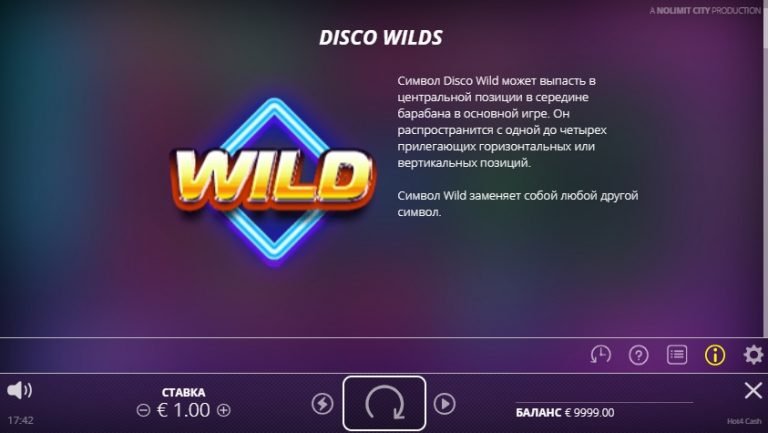 A NOLIMIT CITY PRODUCTION
DISCO WILDS
Символ Disco Wild может выпасть в
центральной позиции в середине
барабана в основной игре. Он
распространится с одной до четырех
прилегающих горизонтальных или
вертикальных позиций.
Символ Wild заменяет собой любой другой
символ.
WILD
СТАВКА
€ 1.00
БАЛАНС € 9999.00
17:42
Hot4 Cash